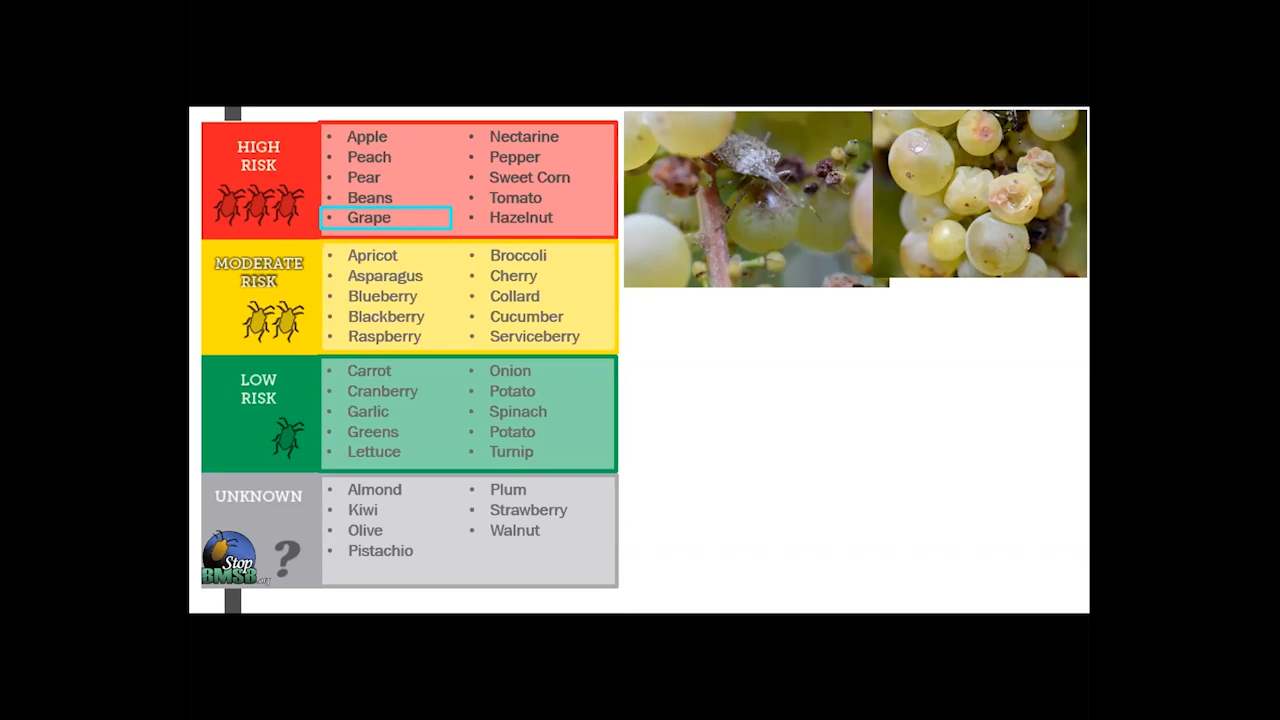 HIGH
RISK
• Apple
• Peach
• Pear
• Beans
• Grape
• Nectarine
• Pepper
• Sweet Corn
• Tomato
• Hazelnut
MODERATE
RISK
• Apricot
• Asparagus
• Blueberry
• Blackberry
• Raspberry
• Broccoli
• Cherry
• Collard
• Cucumber
• Serviceberry
LOW
RISK
• Carrot
• Cranberry
• Garlic
• Greens
• Lettuce
• Onion
• Potato
• Spinach
• Potato
• Turnip
UNKNOWN
?
Stop
BMSB.org
• Almond
• Kiwi
• Olive
• Pistachio
• Plum
• Strawberry
• Walnut